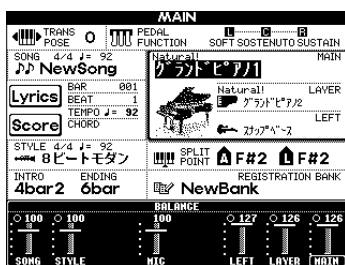 MAIN
TRANS POSE 0
PEDAL FUNCTION
L C R
SOFT SOSTENUTO SUSTAIN
SONG 4/4 ♩= 92
NewSong
Natural! MAIN
グランドピアノ1
Lyrics
BAR 001
BEAT 1
TEMPO ♩= 92
Score
CHORD
Natural! LAYER
グランドピアノ2
LEFT
スラップベース
STYLE 4/4 ♩= 92
8ビートモダン
SPLIT POINT A F#2 L F#2
INTRO ENDING
4bar2 6bar
REGISTRATION BANK
NewBank
BALANCE
100 100 100 127 126 126
SONG STYLE MIC LEFT LAYER MAIN